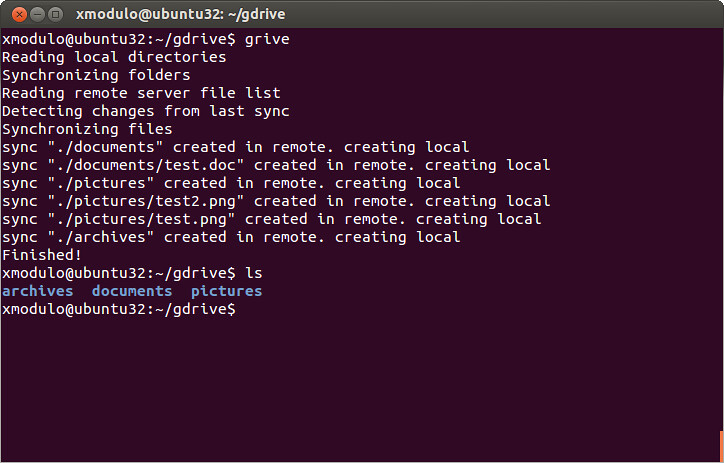 xmodulo@ubuntu32: ~/gdrive
xmodulo@ubuntu32:~/gdrive$ grive
Reading local directories
Synchronizing folders
Reading remote server file list
Detecting changes from last sync
Synchronizing files
sync "./documents" created in remote. creating local
sync "./documents/test.doc" created in remote. creating local
sync "./pictures" created in remote. creating local
sync "./pictures/test2.png" created in remote. creating local
sync "./pictures/test.png" created in remote. creating local
sync "./archives" created in remote. creating local
Finished!
xmodulo@ubuntu32:~/gdrive$ ls
archives  documents  pictures
xmodulo@ubuntu32:~/gdrive$